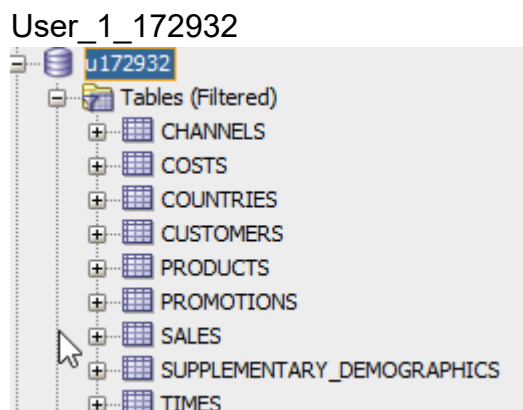 User_1_172932
u172932
Tables (Filtered)
CHANNELS
COSTS
COUNTRIES
CUSTOMERS
PRODUCTS
PROMOTIONS
SALES
SUPPLEMENTARY_DEMOGRAPHICS
TIMES